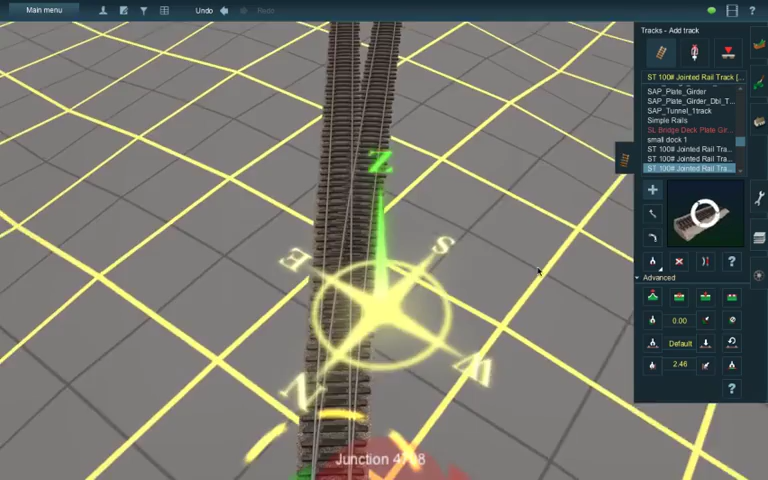 Main menu
Undo
Redo
?
Tracks - Add track
ST 100# Jointed Rail Track [...
SAP_Plate_Girder
SAP_Plate_Girder_Dbl_T...
SAP_Tunnel_1track
Simple Rails
SL Bridge Deck Plate Gir...
small dock 1
ST 100# Jointed Rail Tra...
ST 100# Jointed Rail Tra...
ST 100# Jointed Rail Tra...
?
Advanced
0.00
Default
2.46
?
Z
S
E
N
W